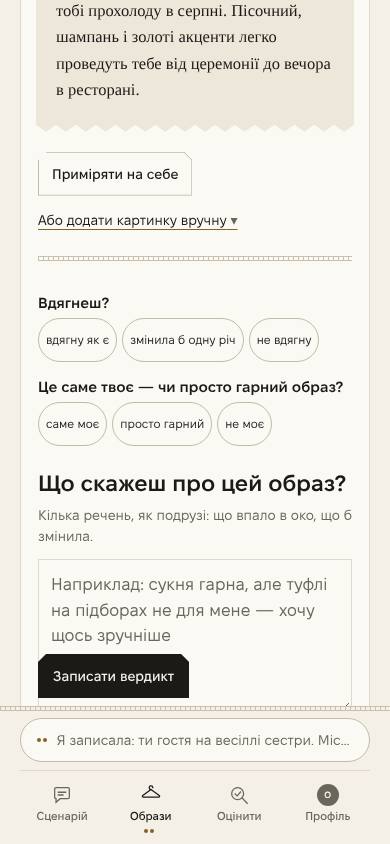 тобі прохолоду в серпні. Пісочний,
шампань і золоті акценти легко
проведуть тебе від церемонії до вечора
в ресторані.
Приміряти на себе
Або додати картинку вручну ▾
Вдягнеш?
вдягну як є
змінила б одну річ
не вдягну
Це саме твоє — чи просто гарний образ?
саме моє
просто гарний
не моє
Що скажеш про цей образ?
Кілька речень, як подрузі: що впало в око, що б
змінила.
Наприклад: сукня гарна, але туфлі
на підборах не для мене — хочу
щось зручніше
Записати вердикт
Я записала: ти гостя на весіллі сестри. Міс...
Сценарій
Образи
Оцінити
О
Профіль